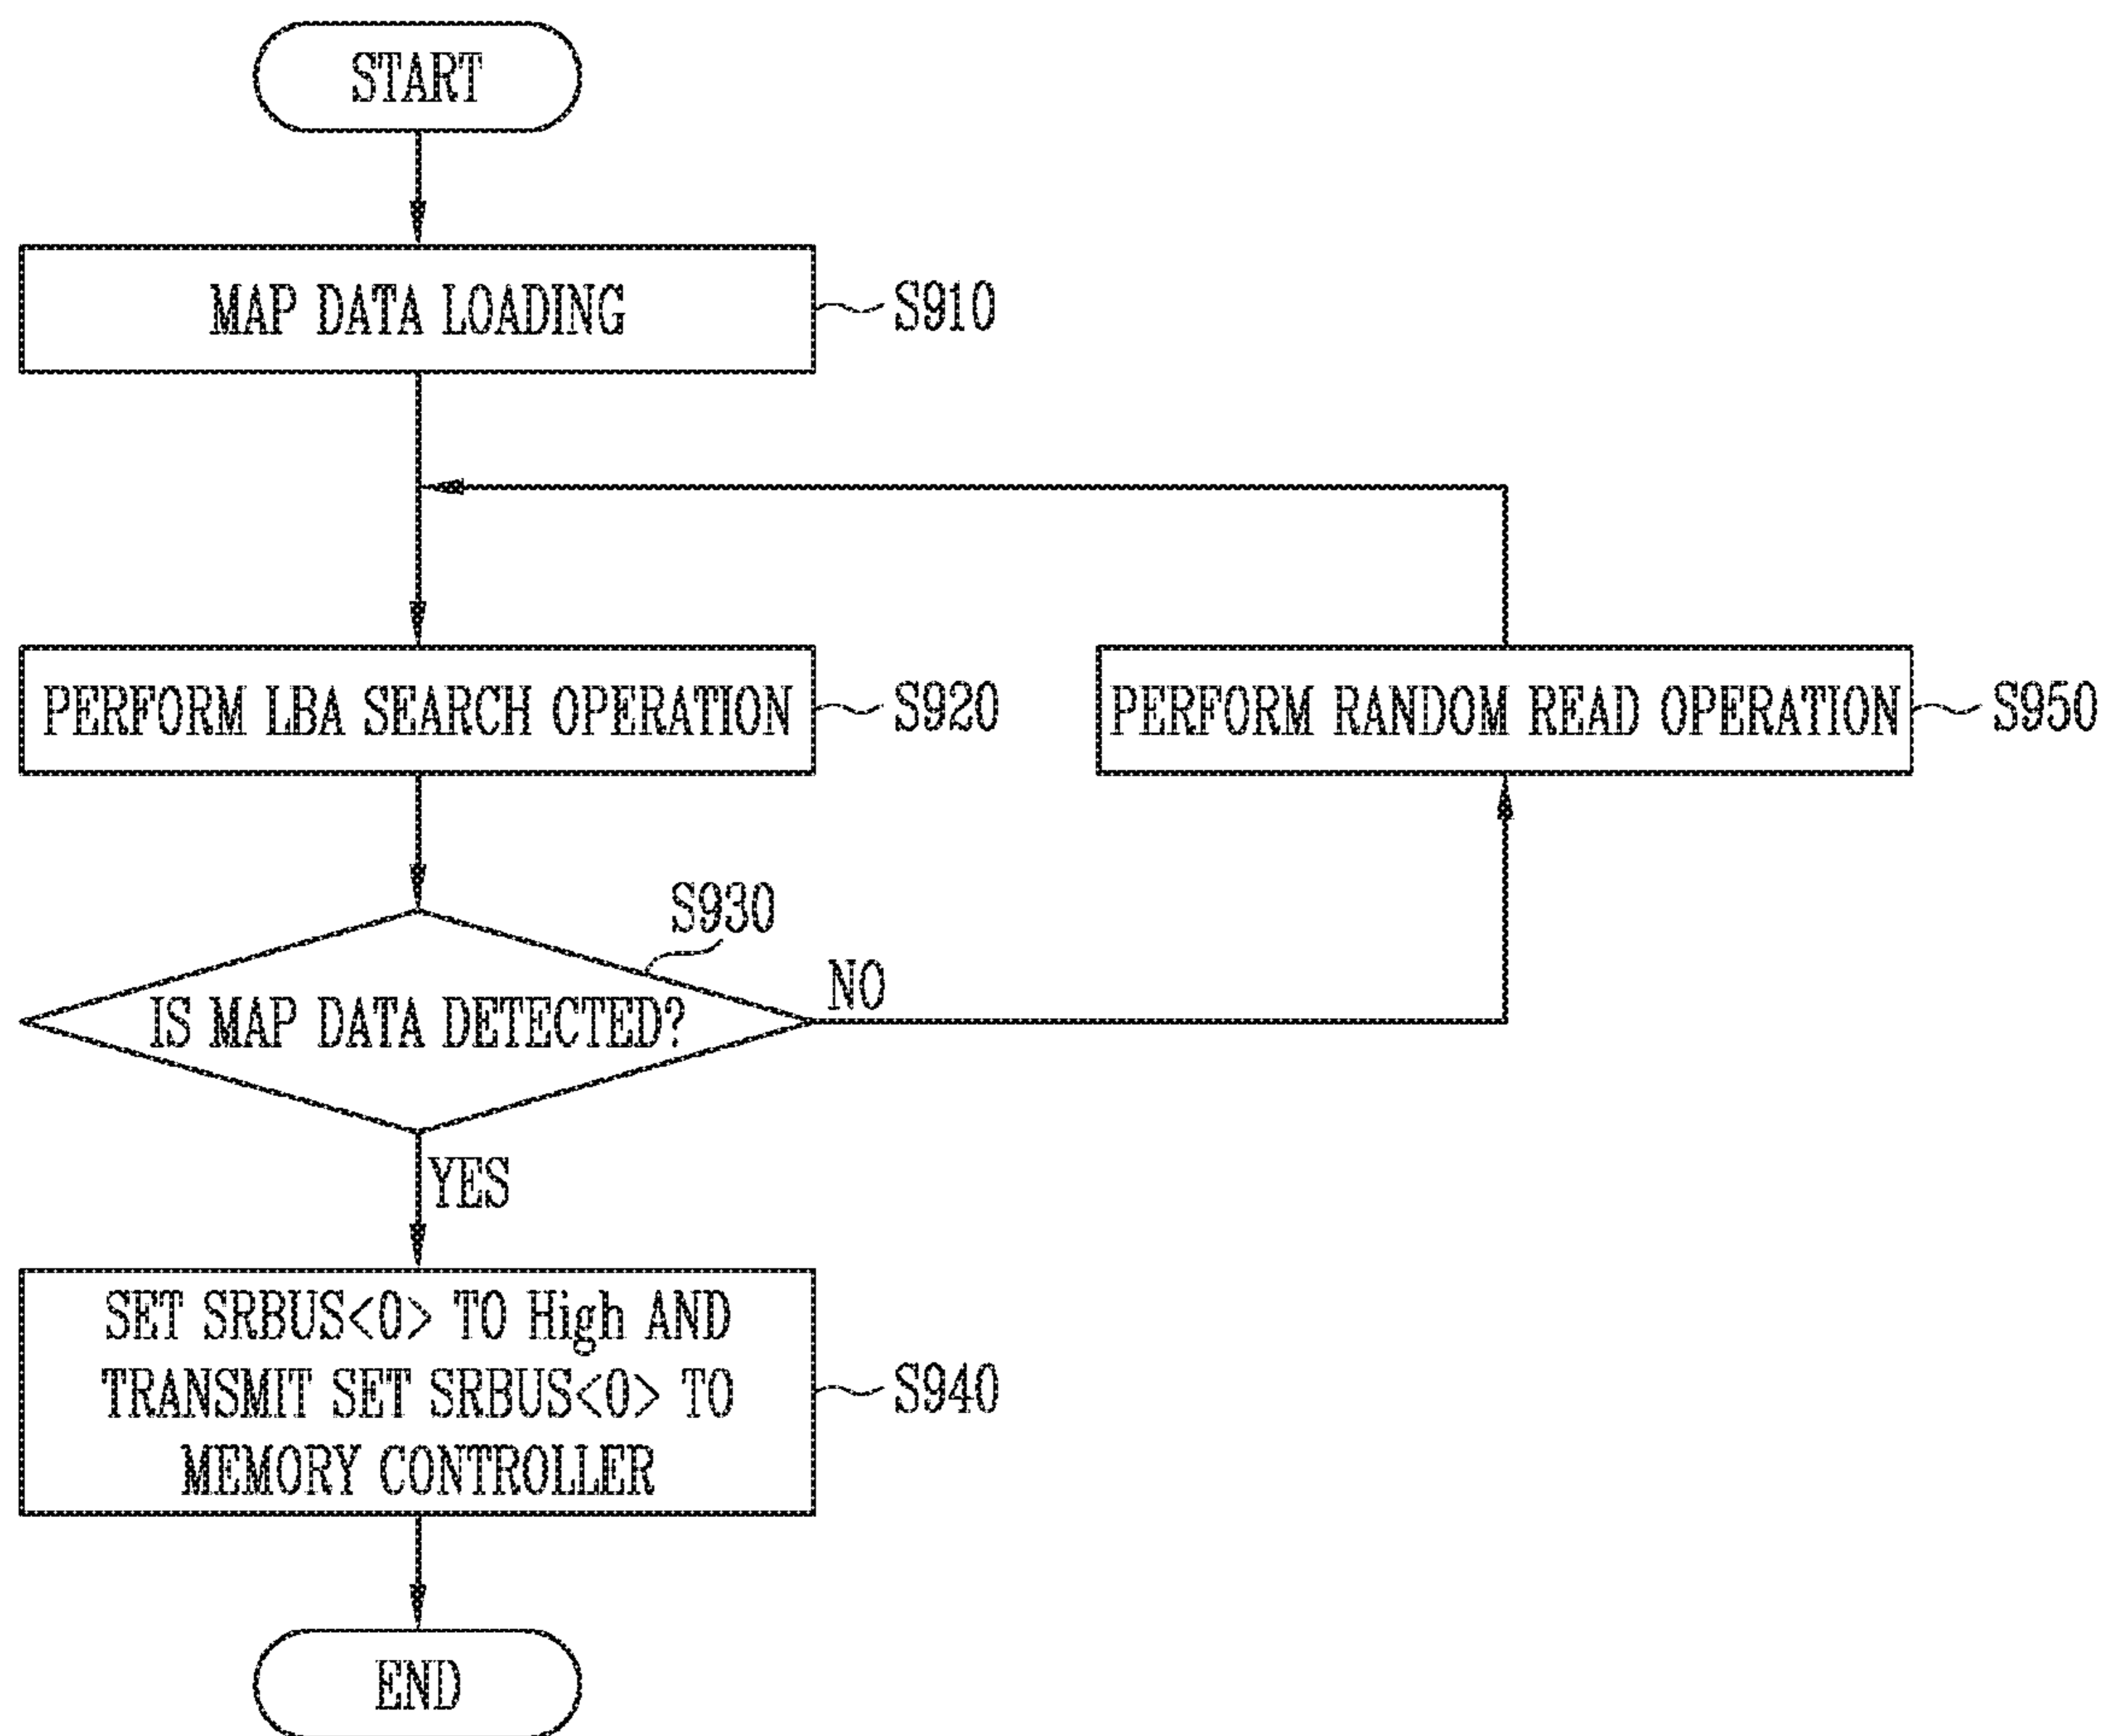 START
MAP DATA LOADING
S910
PERFORM LBA SEARCH OPERATION
S920
PERFORM RANDOM READ OPERATION
S950
S930
IS MAP DATA DETECTED?
NO
YES
SET SRBUS<0> TO High AND
TRANSMIT SET SRBUS<0> TO
MEMORY CONTROLLER
S940
END